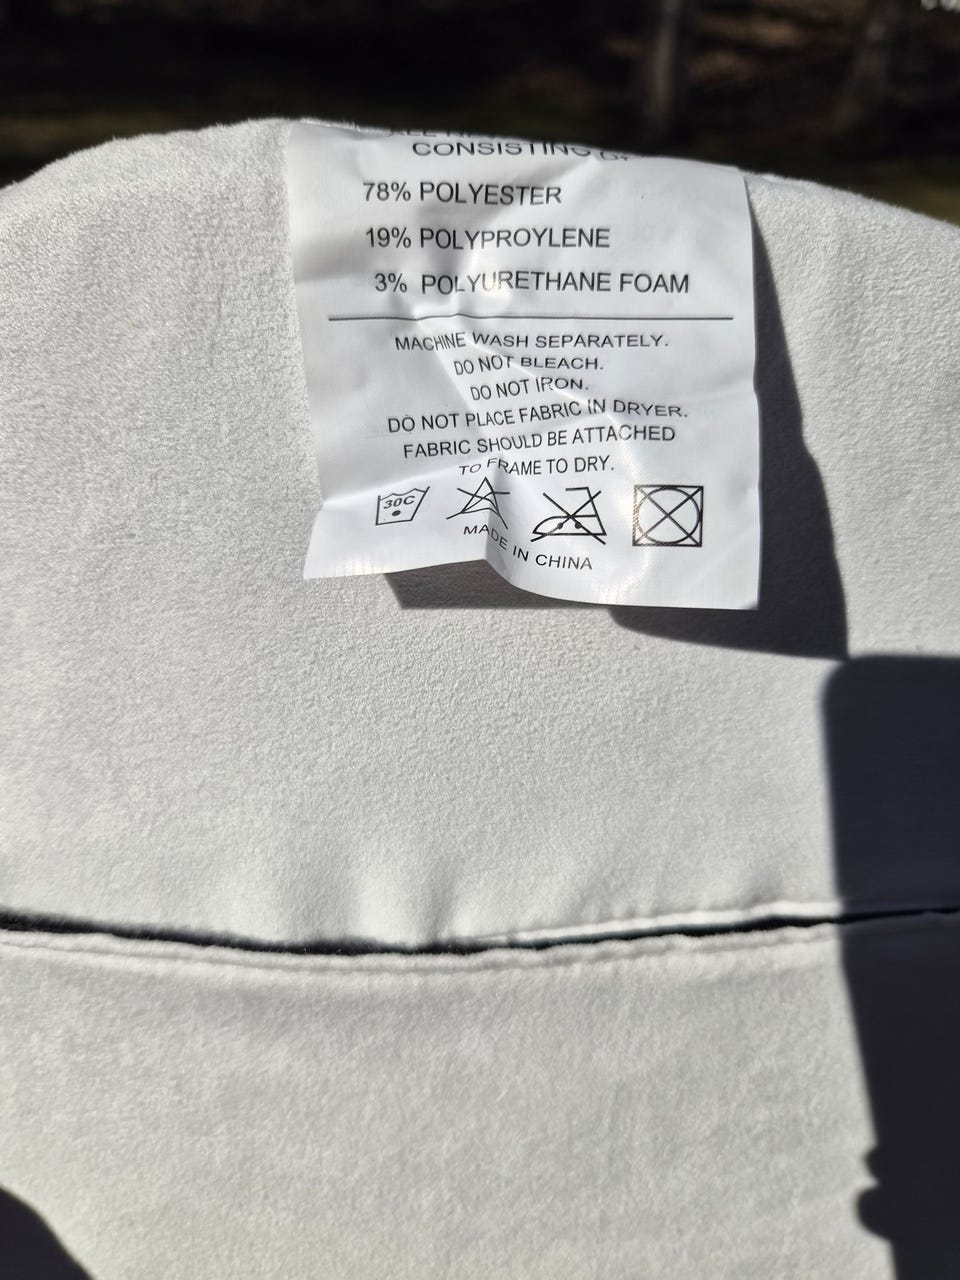 CONSISTING OF
78% POLYESTER
19% POLYPROYLENE
3% POLYURETHANE FOAM
MACHINE WASH SEPARATELY.
DO NOT BLEACH.
DO NOT IRON.
DO NOT PLACE FABRIC IN DRYER.
FABRIC SHOULD BE ATTACHED
TO FRAME TO DRY.
30C
MADE IN CHINA